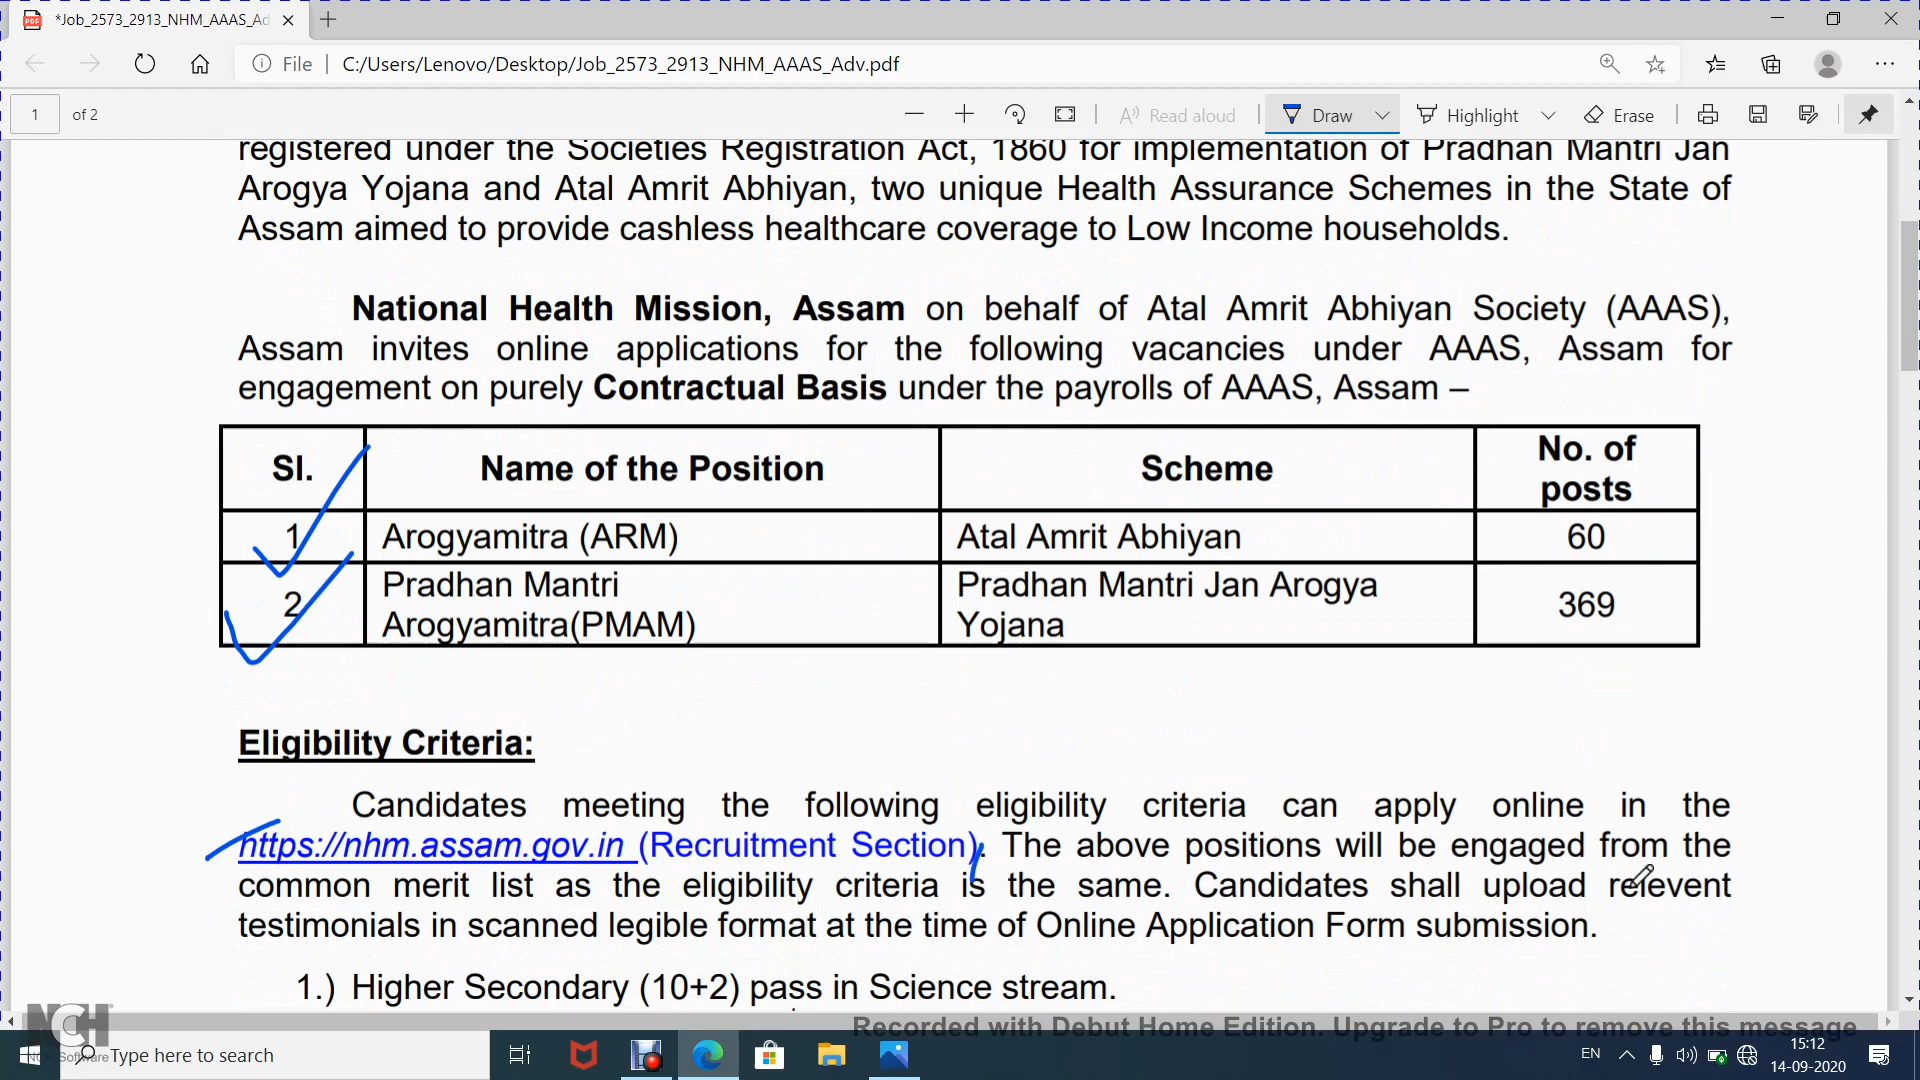 *Job_2573_2913_NHM_AAAS_Ad
File | C:/Users/Lenovo/Desktop/Job_2573_2913_NHM_AAAS_Adv.pdf
1 of 2 Read aloud Draw Highlight Erase
registered under the Societies Registration Act, 1860 for implementation of Pradhan Mantri Jan
Arogya Yojana and Atal Amrit Abhiyan, two unique Health Assurance Schemes in the State of
Assam aimed to provide cashless healthcare coverage to Low Income households.
National Health Mission, Assam on behalf of Atal Amrit Abhiyan Society (AAAS),
Assam invites online applications for the following vacancies under AAAS, Assam for
engagement on purely Contractual Basis under the payrolls of AAAS, Assam –
Sl. Name of the Position Scheme No. of posts
1 Arogyamitra (ARM) Atal Amrit Abhiyan 60
2 Pradhan Mantri Arogyamitra(PMAM) Pradhan Mantri Jan Arogya Yojana 369
Eligibility Criteria:
Candidates meeting the following eligibility criteria can apply online in the
https://nhm.assam.gov.in (Recruitment Section). The above positions will be engaged from the
common merit list as the eligibility criteria is the same. Candidates shall upload relevent
testimonials in scanned legible format at the time of Online Application Form submission.
1.) Higher Secondary (10+2) pass in Science stream.
NCH
NCH Software
Recorded with Debut Home Edition. Upgrade to Pro to remove this message
Type here to search
EN
15:12
14-09-2020